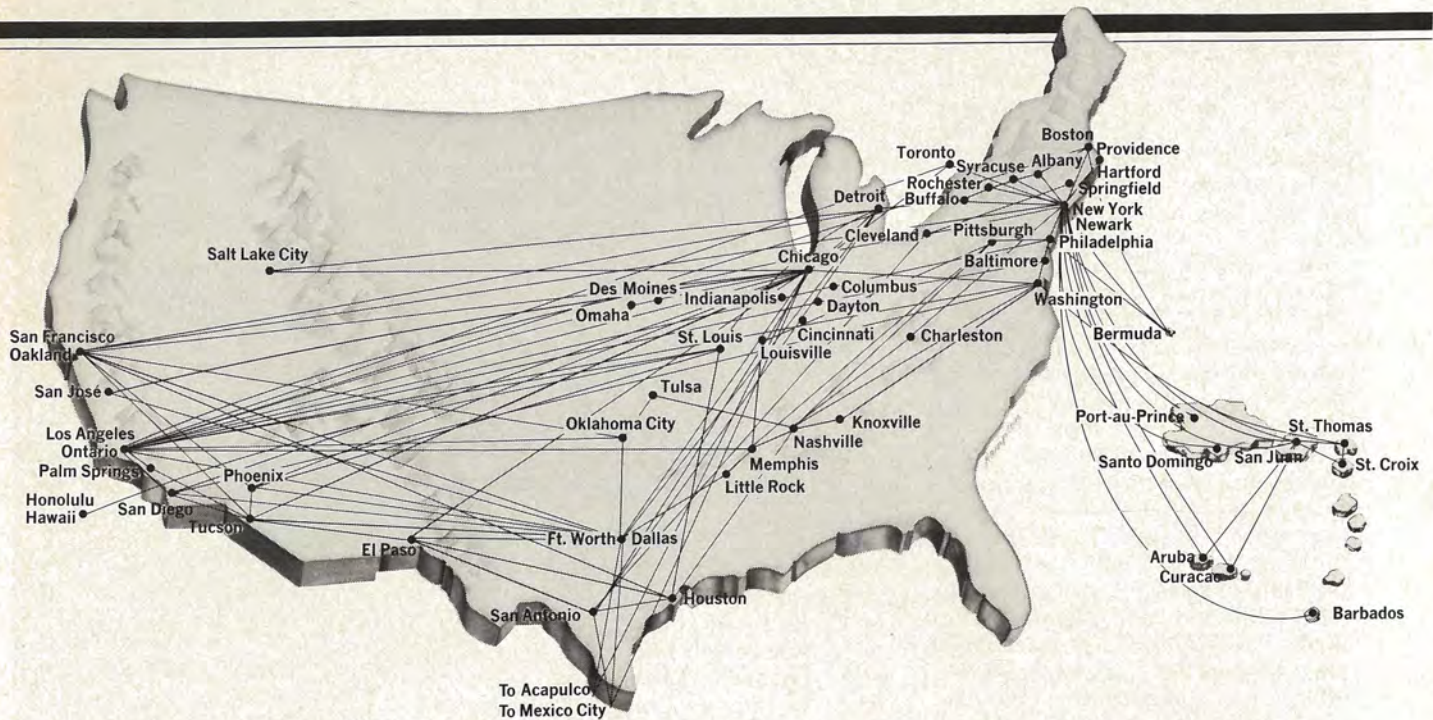 Boston
Providence
Toronto
Syracuse
Albany
Hartford
Rochester
Springfield
Detroit
Buffalo
New York
Newark
Cleveland
Pittsburgh
Philadelphia
Salt Lake City
Chicago
Baltimore
Des Moines
Indianapolis
Columbus
Washington
Omaha
Dayton
San Francisco
Oakland
St. Louis
Cincinnati
Charleston
Bermuda
Louisville
San José
Tulsa
Port-au-Prince
Knoxville
St. Thomas
Los Angeles
Ontario
Oklahoma City
Nashville
Palm Springs
Phoenix
Memphis
Santo Domingo
San Juan
St. Croix
Little Rock
Honolulu
Hawaii
San Diego
Tucson
El Paso
Ft. Worth
Dallas
Aruba
Curacao
San Antonio
Houston
Barbados
To Acapulco
To Mexico City